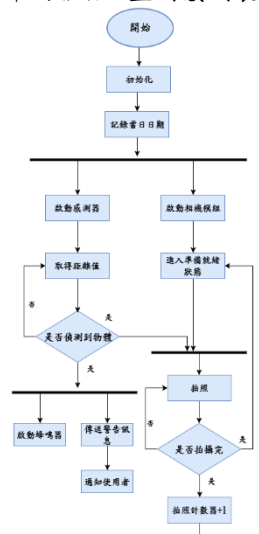 開始
初始化
記錄當日日期
啟動感測器
啟動相機模組
取得距離值
進入準備就緒
狀態
否
是
是否偵測到物體
是
拍照
啟動蜂鳴器
傳送警告訊
息
否
是
是否拍攝完
通知使用者
是
拍照計數器+1